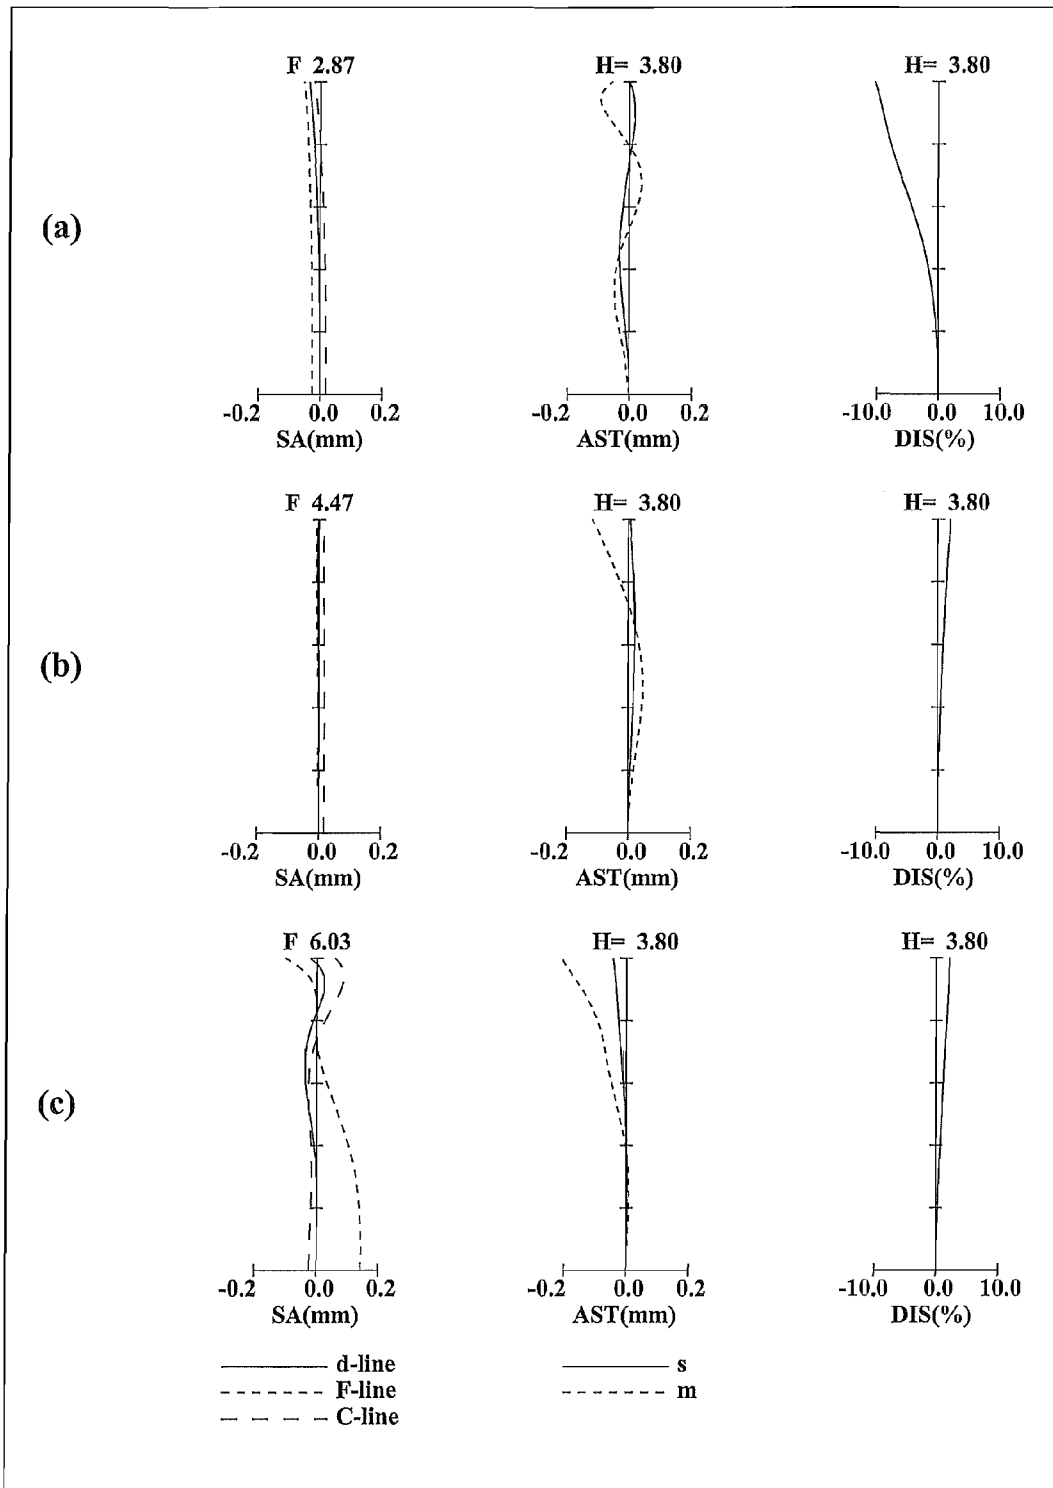 F 2.87 H= 3.80 H= 3.80
(a)
-0.2 0.0 0.2 -0.2 0.0 0.2 -10.0 0.0 10.0
SA(mm) AST(mm) DIS(%)
F 4.47 H= 3.80 H= 3.80
(b)
-0.2 0.0 0.2 -0.2 0.0 0.2 -10.0 0.0 10.0
SA(mm) AST(mm) DIS(%)
F 6.03 H= 3.80 H= 3.80
(c)
-0.2 0.0 0.2 -0.2 0.0 0.2 -10.0 0.0 10.0
SA(mm) AST(mm) DIS(%)
d-line s
F-line m
C-line